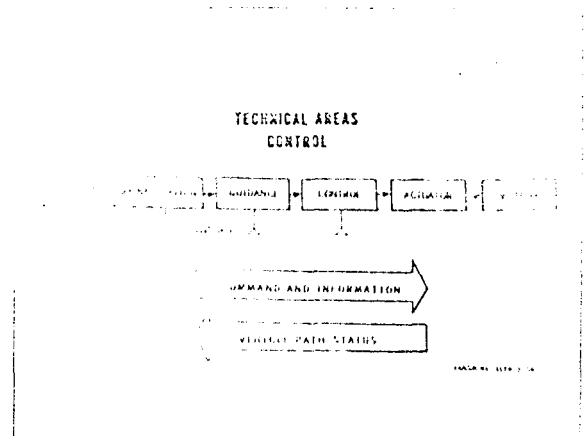 TECHNICAL AREAS
CONTROL
GUIDANCE CONTROL ACTUATOR
COMMAND AND INFORMATION
VEHICLE PATH STATUS